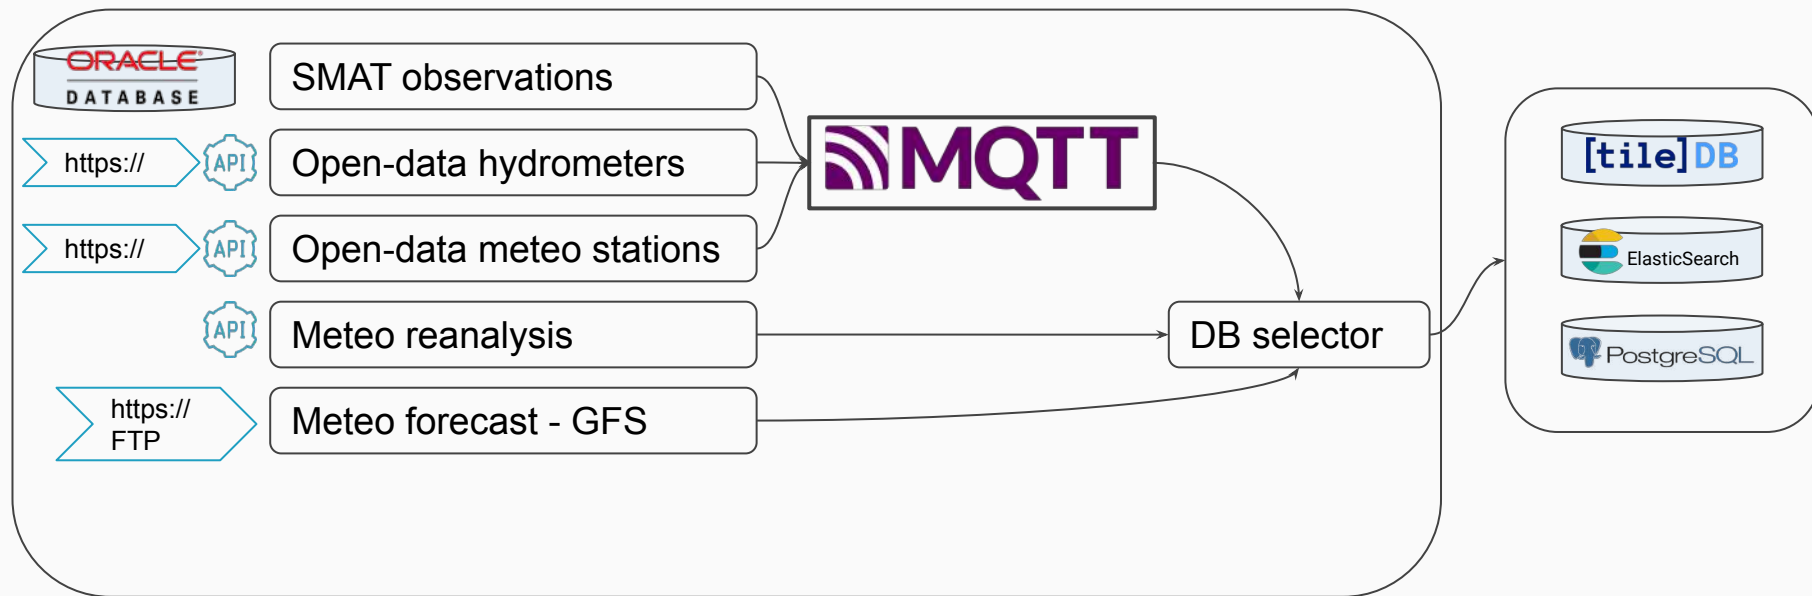 ORACLE
DATABASE
SMAT observations
https://
API
Open-data hydrometers
https://
API
Open-data meteo stations
API
Meteo reanalysis
https://
FTP
Meteo forecast - GFS
MQTT
DB selector
[tile]DB
ElasticSearch
PostgreSQL